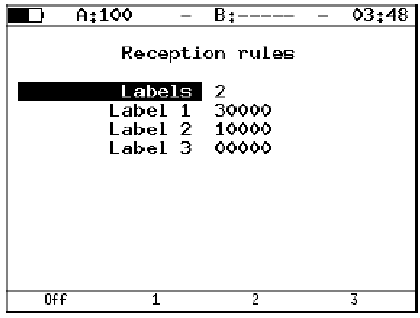 A:100 – B:----- – 03:48
Reception rules
Labels 2
Label 1 30000
Label 2 10000
Label 3 00000
Off 1 2 3